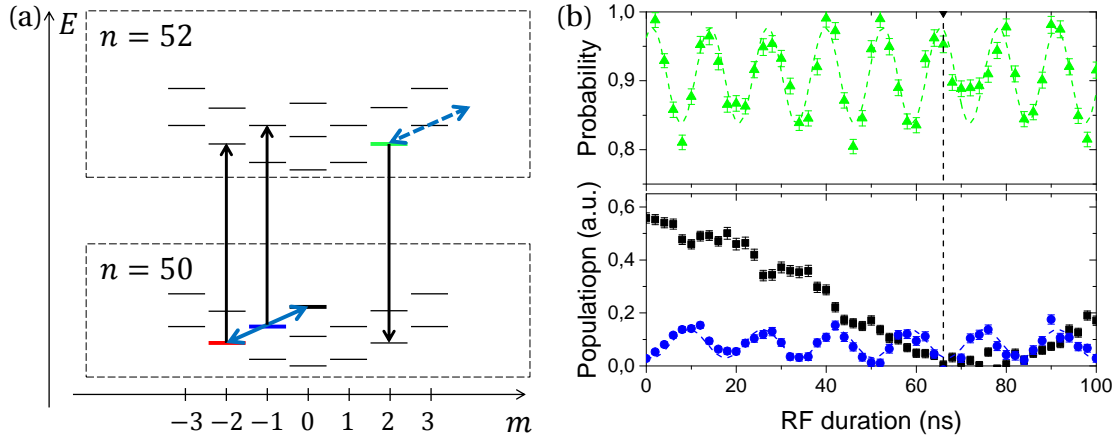 (a)
E
n = 52
n = 50
−3 −2 −1 0 1 2 3 m
(b)
Probability
1,0
0,9
0,8
Populatiopn (a.u.)
0,6
0,4
0,2
0,0
0 20 40 60 80 100
RF duration (ns)